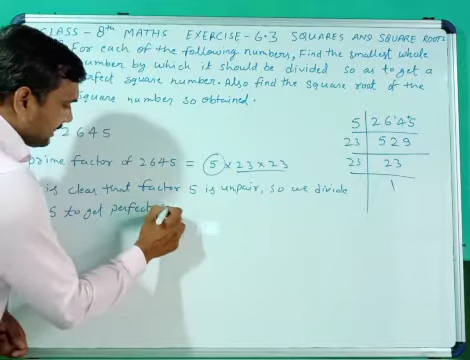 CLASS - 8th MATHS EXERCISE - 6.3 SQUARES AND SQUARE ROOTS
For each of the following numbers, Find the smallest whole
number by which it should be divided so as to get a
perfect square number. Also find the square root of the
square number so obtained.
2645
prime factor of 2645 = 5 × 23 × 23
is clear that factor 5 is unpair, so we divide
5 to get perfect
5 | 2645
23 | 529
23 | 23
1